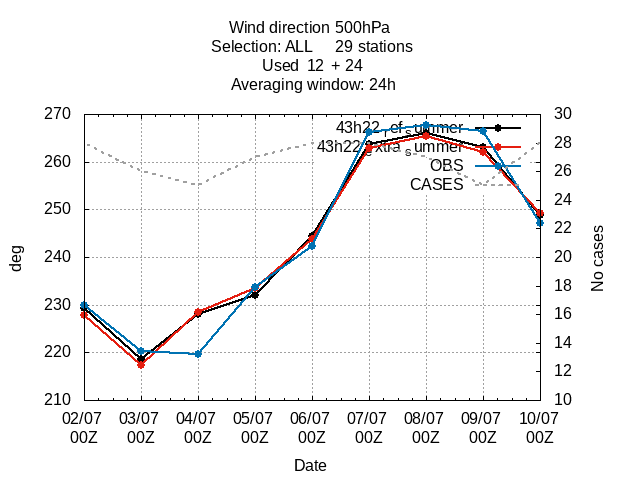 Wind direction 500hPa
Selection: ALL 29 stations
Used 12 + 24
Averaging window: 24h
270
260
250
240
230
220
210
30
28
26
24
22
20
18
16
14
12
10
43h22_ref_summer
43h22_extra_summer
OBS
CASES
deg
No cases
02/07 03/07 04/07 05/07 06/07 07/07 08/07 09/07 10/07
00Z 00Z 00Z 00Z 00Z 00Z 00Z 00Z 00Z
Date